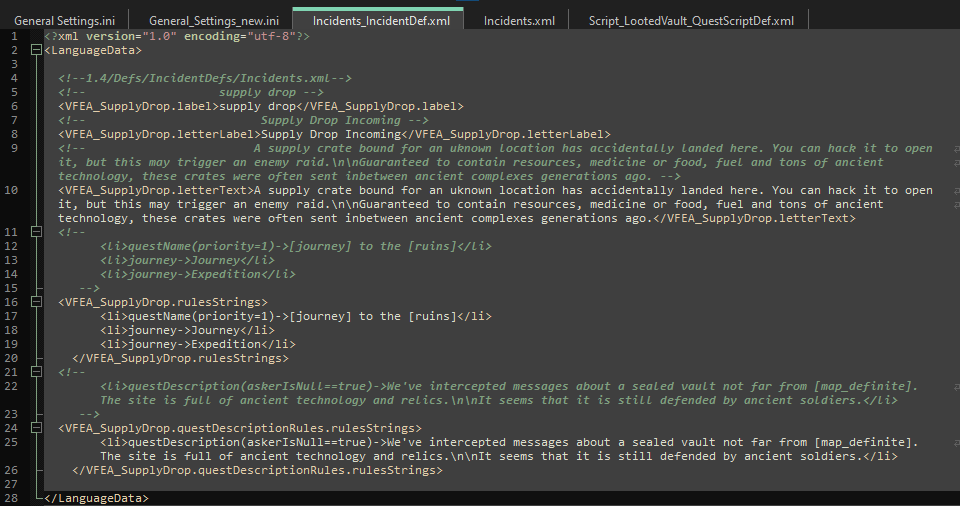 General Settings.ini General_Settings_new.ini Incidents_IncidentDef.xml Incidents.xml Script_LootedVault_QuestScriptDef.xml
1 <?xml version="1.0" encoding="utf-8"?>
2 <LanguageData>
3
4 <!--1.4/Defs/IncidentDefs/Incidents.xml-->
5 <!-- supply drop -->
6 <VFEA_SupplyDrop.label>supply drop</VFEA_SupplyDrop.label>
7 <!-- Supply Drop Incoming -->
8 <VFEA_SupplyDrop.letterLabel>Supply Drop Incoming</VFEA_SupplyDrop.letterLabel>
9 <!-- A supply crate bound for an uknown location has accidentally landed here. You can hack it to open
it, but this may trigger an enemy raid.\n\nGuaranteed to contain resources, medicine or food, fuel and tons of ancient
technology, these crates were often sent inbetween ancient complexes generations ago. -->
10 <VFEA_SupplyDrop.letterText>A supply crate bound for an uknown location has accidentally landed here. You can hack it to open
it, but this may trigger an enemy raid.\n\nGuaranteed to contain resources, medicine or food, fuel and tons of ancient
technology, these crates were often sent inbetween ancient complexes generations ago.</VFEA_SupplyDrop.letterText>
11 <!--
12 <li>questName(priority=1)->[journey] to the [ruins]</li>
13 <li>journey->Journey</li>
14 <li>journey->Expedition</li>
15 -->
16 <VFEA_SupplyDrop.rulesStrings>
17 <li>questName(priority=1)->[journey] to the [ruins]</li>
18 <li>journey->Journey</li>
19 <li>journey->Expedition</li>
20 </VFEA_SupplyDrop.rulesStrings>
21 <!--
22 <li>questDescription(askerIsNull==true)->We've intercepted messages about a sealed vault not far from [map_definite].
The site is full of ancient technology and relics.\n\nIt seems that it is still defended by ancient soldiers.</li>
23 -->
24 <VFEA_SupplyDrop.questDescriptionRules.rulesStrings>
25 <li>questDescription(askerIsNull==true)->We've intercepted messages about a sealed vault not far from [map_definite].
The site is full of ancient technology and relics.\n\nIt seems that it is still defended by ancient soldiers.</li>
26 </VFEA_SupplyDrop.questDescriptionRules.rulesStrings>
27
28 </LanguageData>